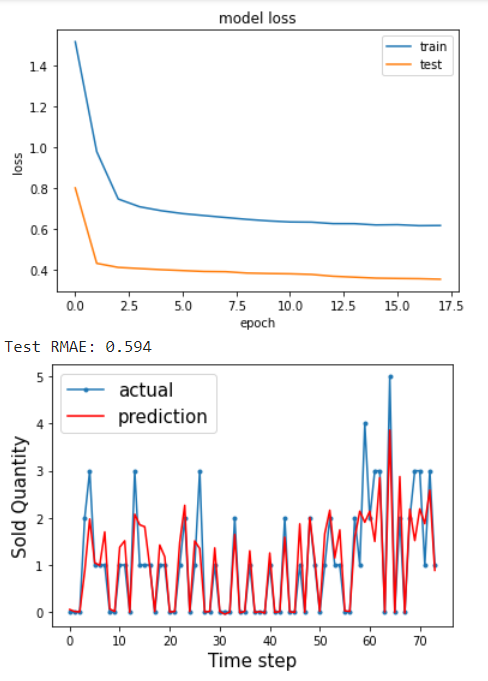 model loss
train
test
loss
1.4
1.2
1.0
0.8
0.6
0.4
0.0 2.5 5.0 7.5 10.0 12.5 15.0 17.5
epoch
Test RMAE: 0.594
actual
prediction
Sold Quantity
5
4
3
2
1
0
0 10 20 30 40 50 60 70
Time step